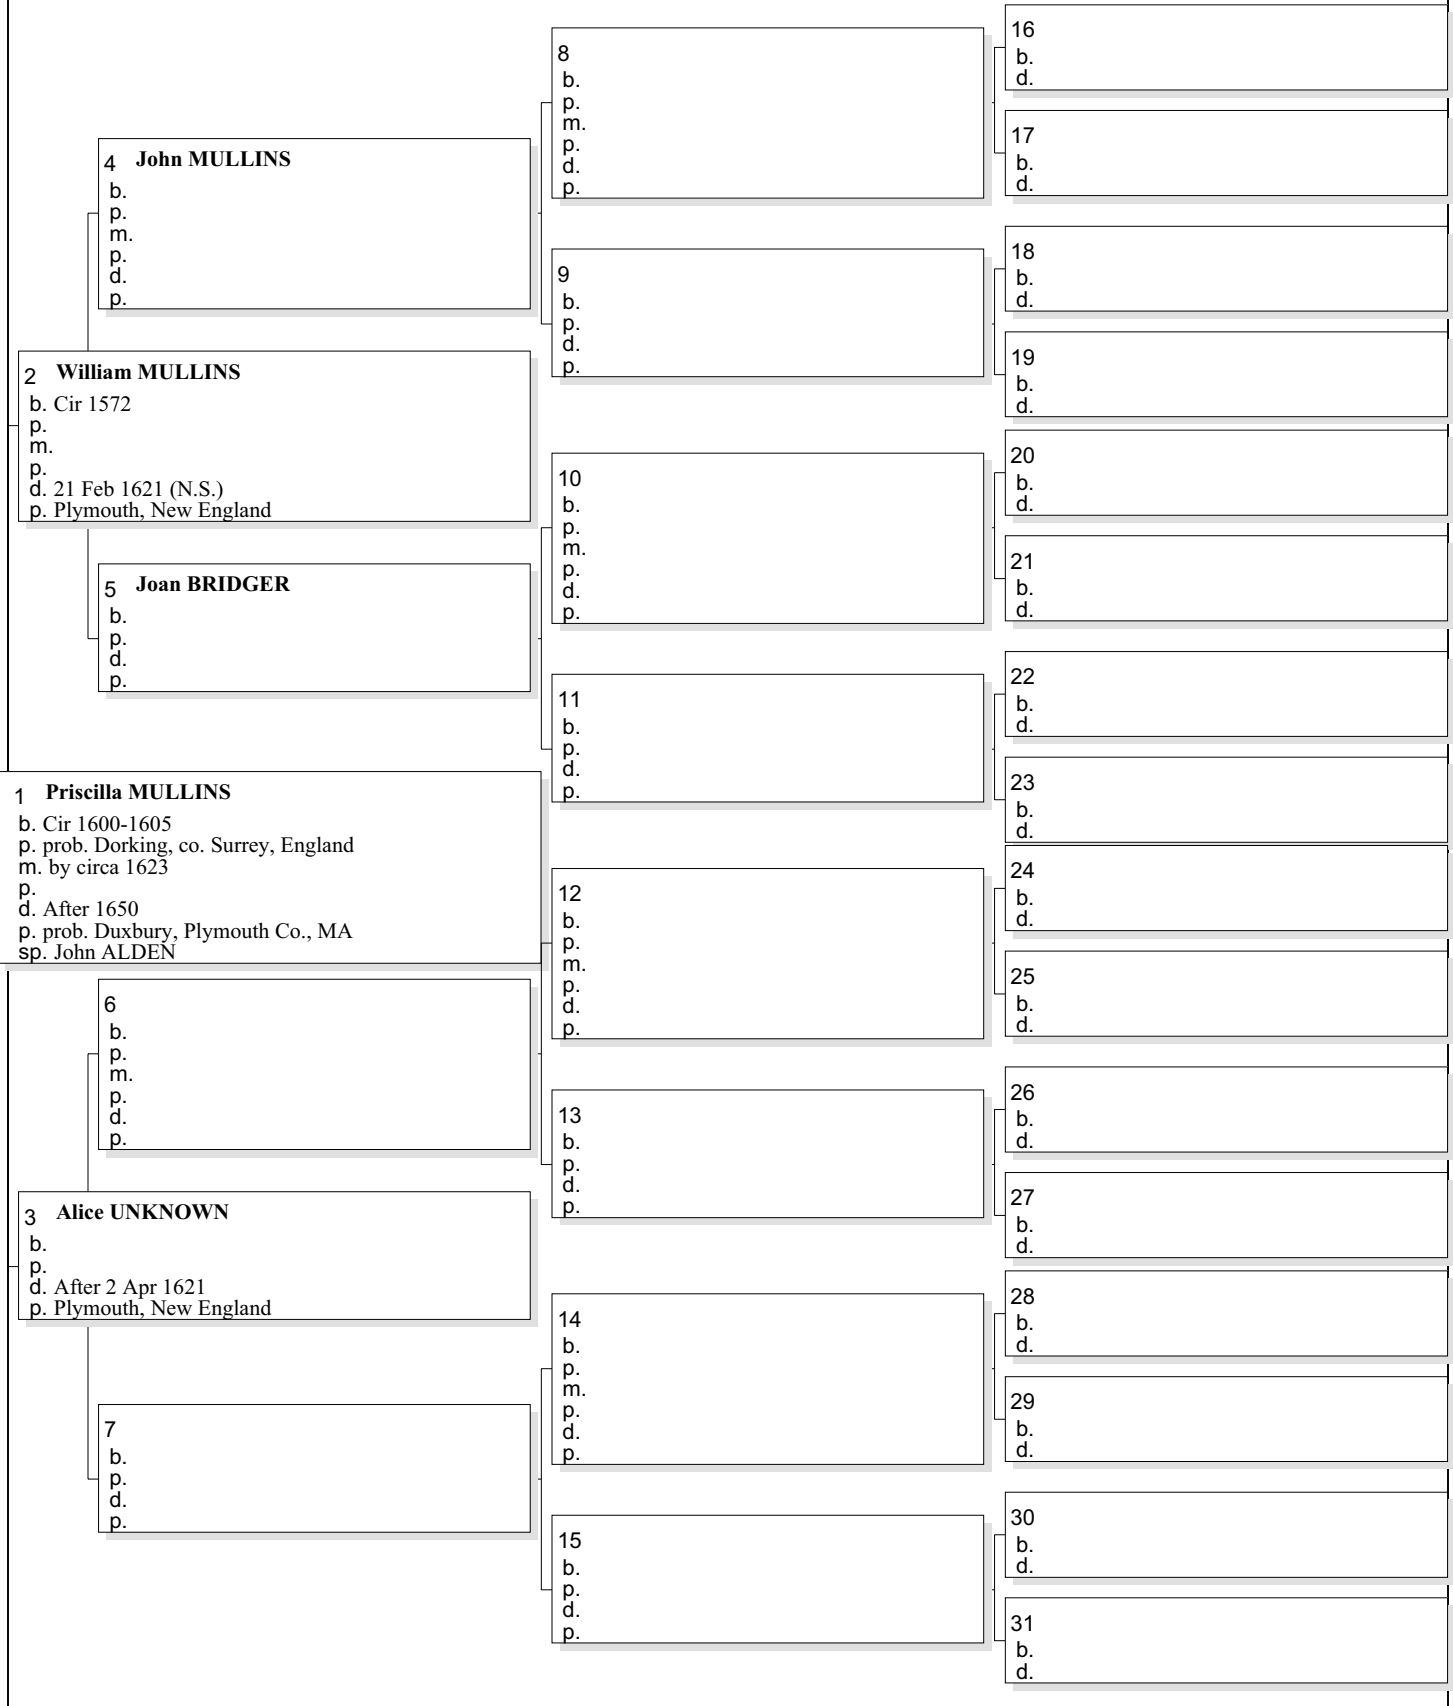 4 John MULLINS
b.
p.
m.
p.
d.
p.
2 William MULLINS
b. Cir 1572
p.
m.
p.
d. 21 Feb 1621 (N.S.)
p. Plymouth, New England
5 Joan BRIDGER
b.
p.
d.
p.
1 Priscilla MULLINS
b. Cir 1600-1605
p. prob. Dorking, co. Surrey, England
m. by circa 1623
p.
d. After 1650
p. prob. Duxbury, Plymouth Co., MA
sp. John ALDEN
6
b.
p.
m.
p.
d.
p.
3 Alice UNKNOWN
b.
p.
d. After 2 Apr 1621
p. Plymouth, New England
7
b.
p.
d.
p.
8
b.
p.
m.
p.
d.
p.
9
b.
p.
d.
p.
10
b.
p.
m.
p.
d.
p.
11
b.
p.
d.
p.
12
b.
p.
m.
p.
d.
p.
13
b.
p.
d.
p.
14
b.
p.
m.
p.
d.
p.
15
b.
p.
d.
p.
16
b.
d.
17
b.
d.
18
b.
d.
19
b.
d.
20
b.
d.
21
b.
d.
22
b.
d.
23
b.
d.
24
b.
d.
25
b.
d.
26
b.
d.
27
b.
d.
28
b.
d.
29
b.
d.
30
b.
d.
31
b.
d.